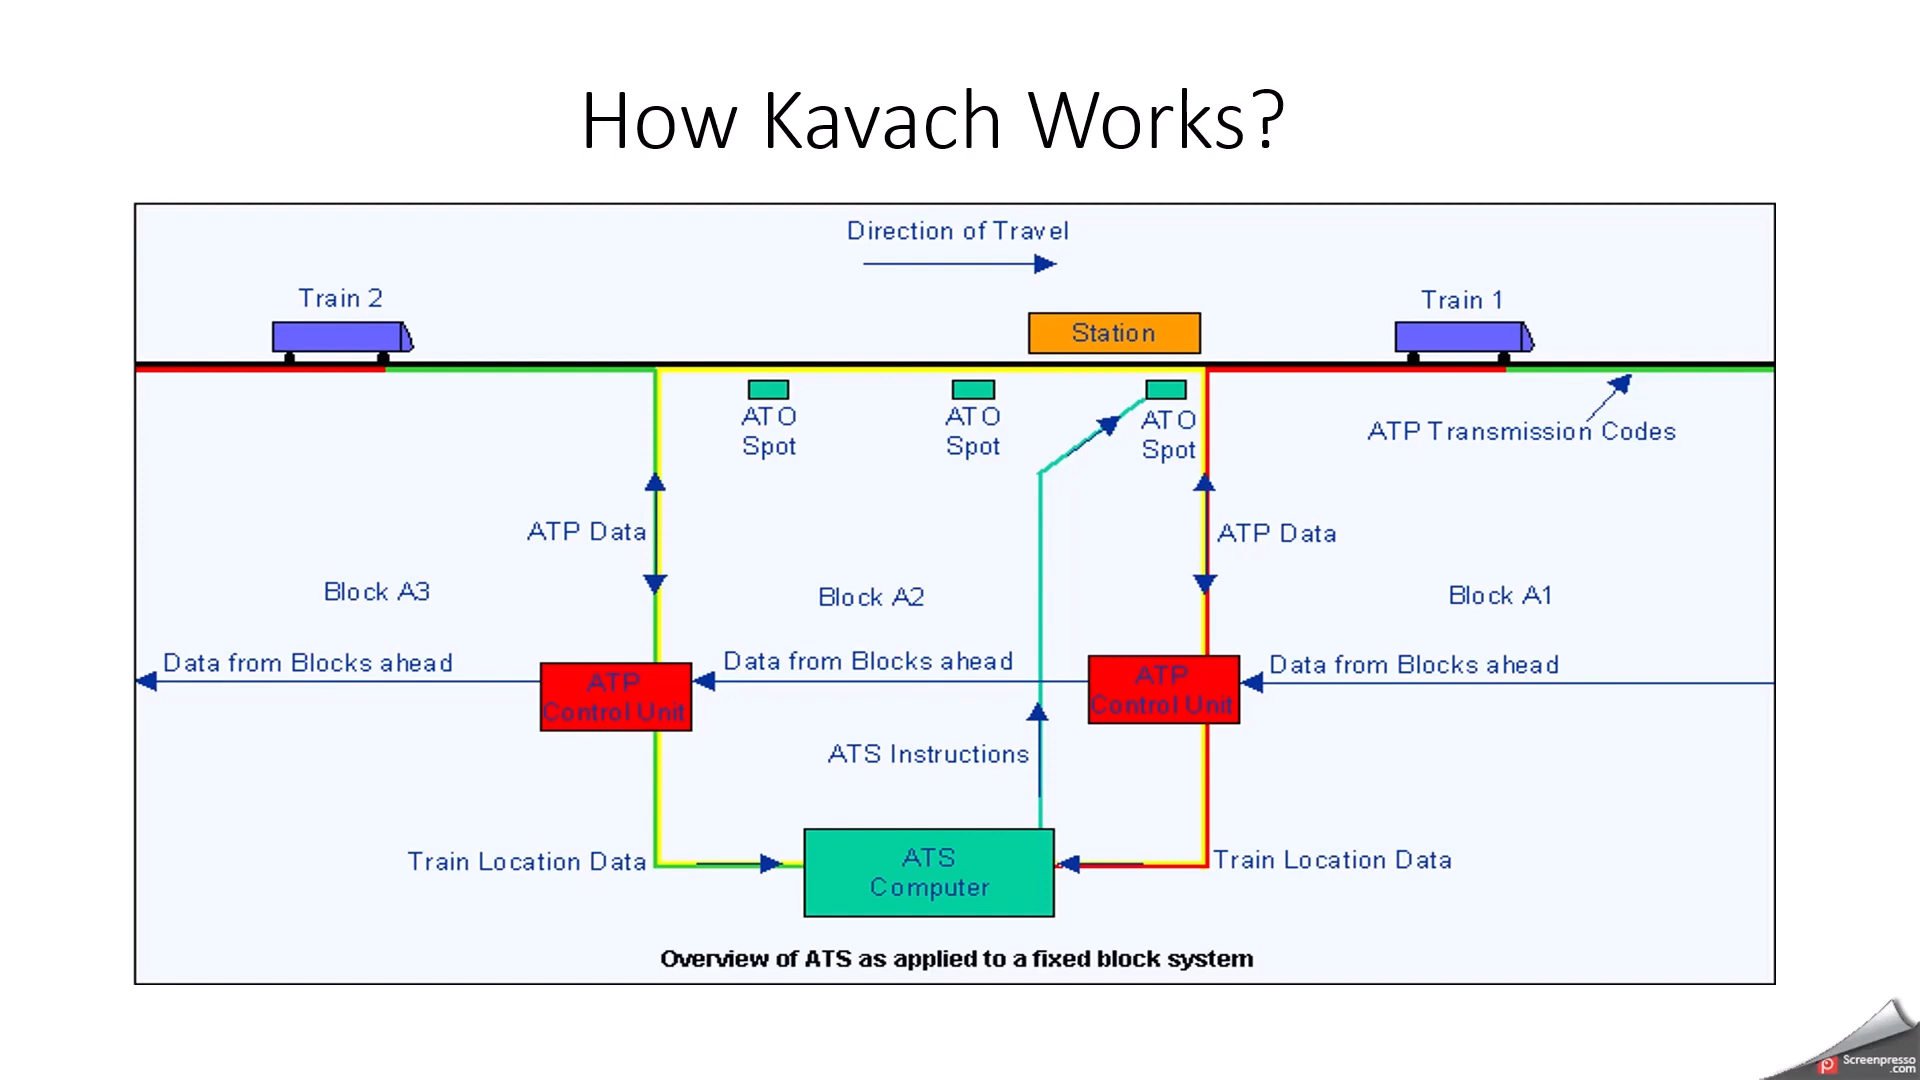 How Kavach Works?
Direction of Travel
Train 2
Train 1
Station
ATO
Spot
ATO
Spot
ATO
Spot
ATP Transmission Codes
ATP Data
ATP Data
Block A3
Block A2
Block A1
Data from Blocks ahead
Data from Blocks ahead
Data from Blocks ahead
ATP
Control Unit
ATP
Control Unit
ATS Instructions
Train Location Data
ATS
Computer
Train Location Data
Overview of ATS as applied to a fixed block system
Screenpresso
.com